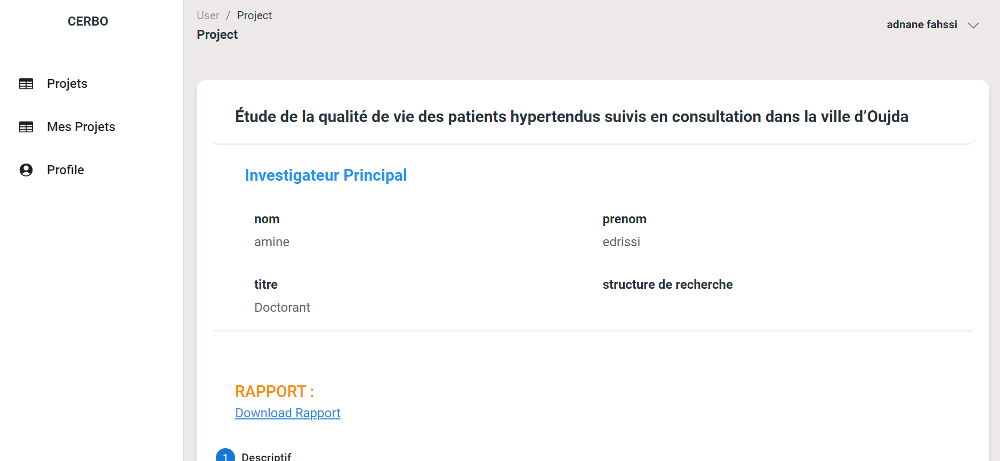 CERBO
Projets
Mes Projets
Profile
User / Project
Project
adnane fahssi
Étude de la qualité de vie des patients hypertendus suivis en consultation dans la ville d’Oujda
Investigateur Principal
nom
amine
prenom
edrissi
titre
Doctorant
structure de recherche
RAPPORT :
Download Rapport
1 Descriptif